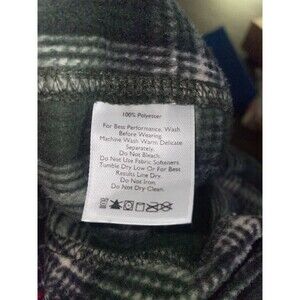 100% Polyester
For Best Performance, Wash
Before Wearing.
Machine Wash Warm Delicate
Separately.
Do Not Bleach.
Do Not Use Fabric Softeners
Tumble Dry Low Or For Best
Results Line Dry.
Do Not Iron.
Do Not Dry Clean.